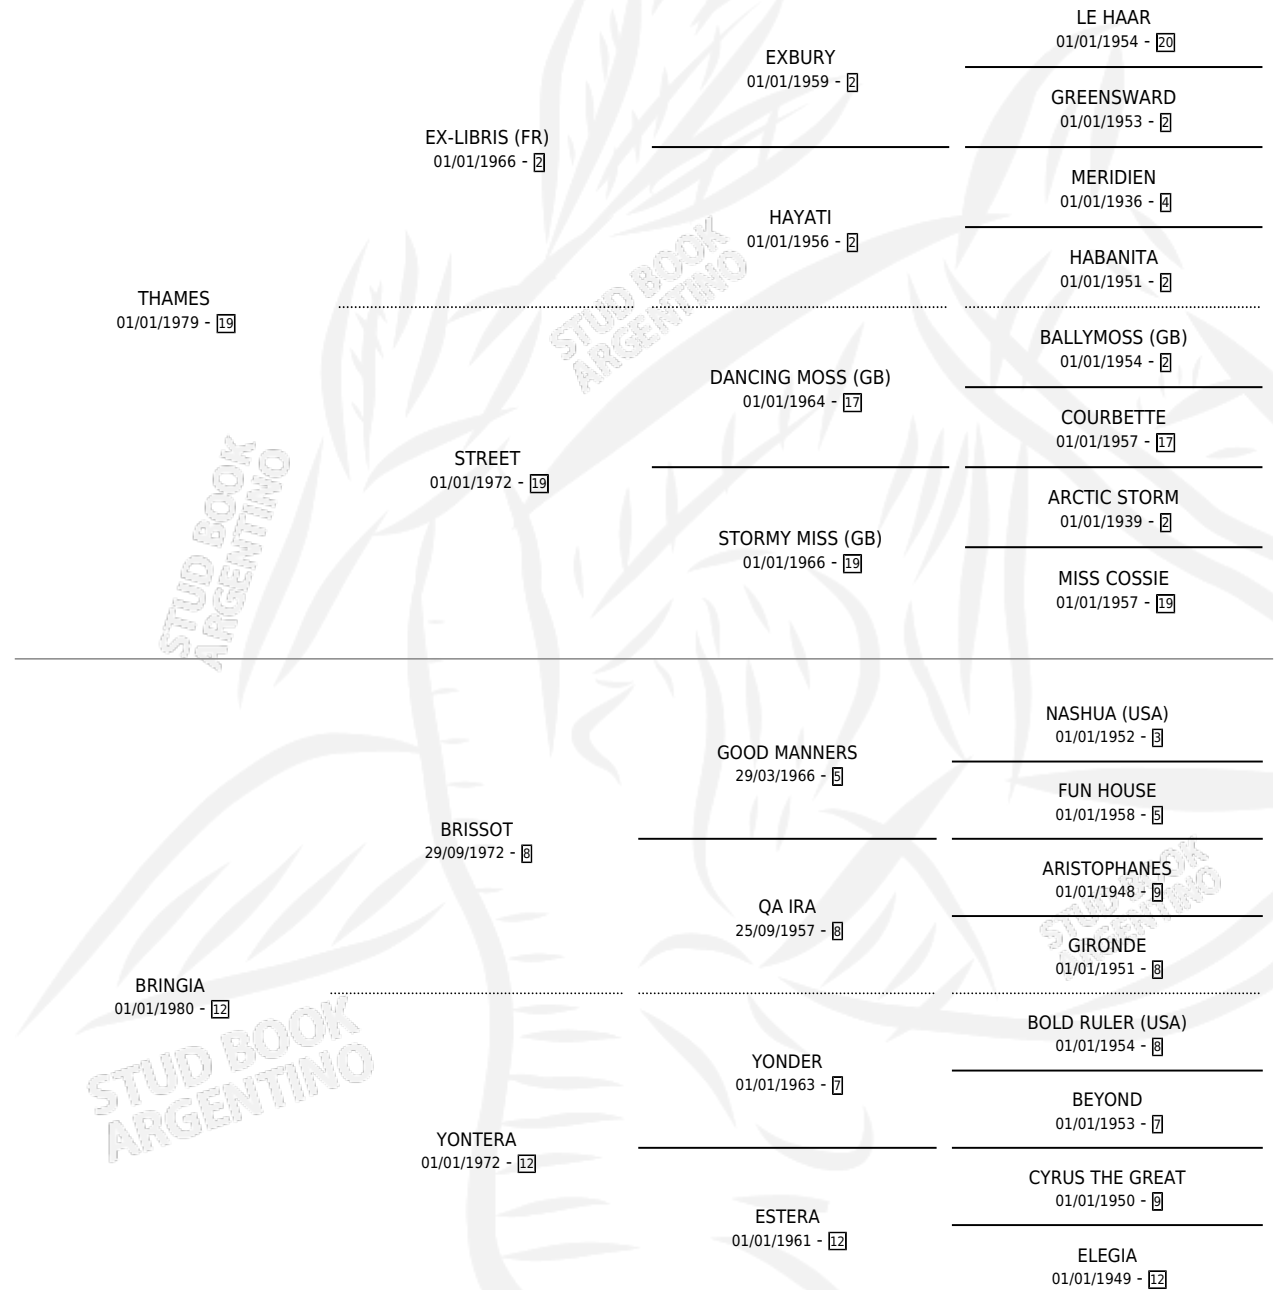 LE HAAR
01/01/1954 - 20
EXBURY
01/01/1959 - 2
GREENSWARD
01/01/1953 - 2
EX-LIBRIS (FR)
01/01/1966 - 2
MERIDIEN
01/01/1936 - 4
HAYATI
01/01/1956 - 2
HABANITA
01/01/1951 - 2
THAMES
01/01/1979 - 19
BALLYMOSS (GB)
01/01/1954 - 2
DANCING MOSS (GB)
01/01/1964 - 17
COURBETTE
01/01/1957 - 17
STREET
01/01/1972 - 19
ARCTIC STORM
01/01/1939 - 2
STORMY MISS (GB)
01/01/1966 - 19
MISS COSSIE
01/01/1957 - 19
STUD BOOK
ARGENTINO
STUD BOOK
ARGENTINO
NASHUA (USA)
01/01/1952 - 3
GOOD MANNERS
29/03/1966 - 5
FUN HOUSE
01/01/1958 - 5
BRISSOT
29/09/1972 - 8
ARISTOPHANES
01/01/1948 - 9
QA IRA
25/09/1957 - 8
GIRONDE
01/01/1951 - 8
STUD BOOK
ARGENTINO
BRINGIA
01/01/1980 - 12
BOLD RULER (USA)
01/01/1954 - 8
YONDER
01/01/1963 - 7
BEYOND
01/01/1953 - 7
STUD BOOK
ARGENTINO
YONTERA
01/01/1972 - 12
CYRUS THE GREAT
01/01/1950 - 9
ESTERA
01/01/1961 - 12
ELEGIA
01/01/1949 - 12